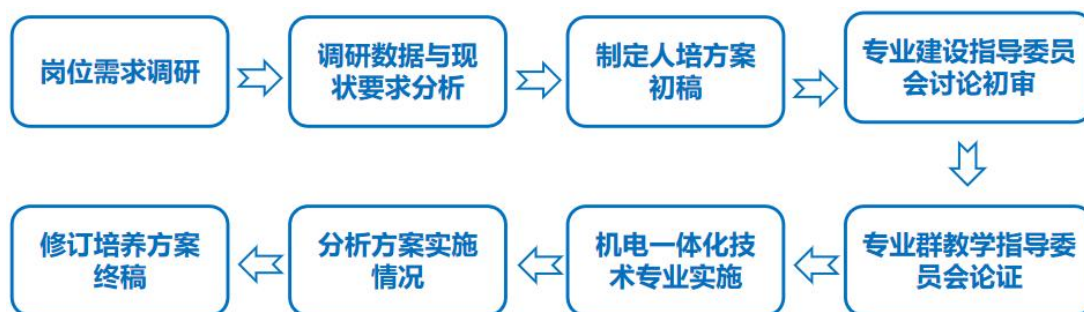 岗位需求调研
调研数据与现
状要求分析
制定人培方案
初稿
专业建设指导委员
会讨论初审
专业群教学指导委
员会论证
机电一体化技
术专业实施
分析方案实施
情况
修订培养方案
终稿